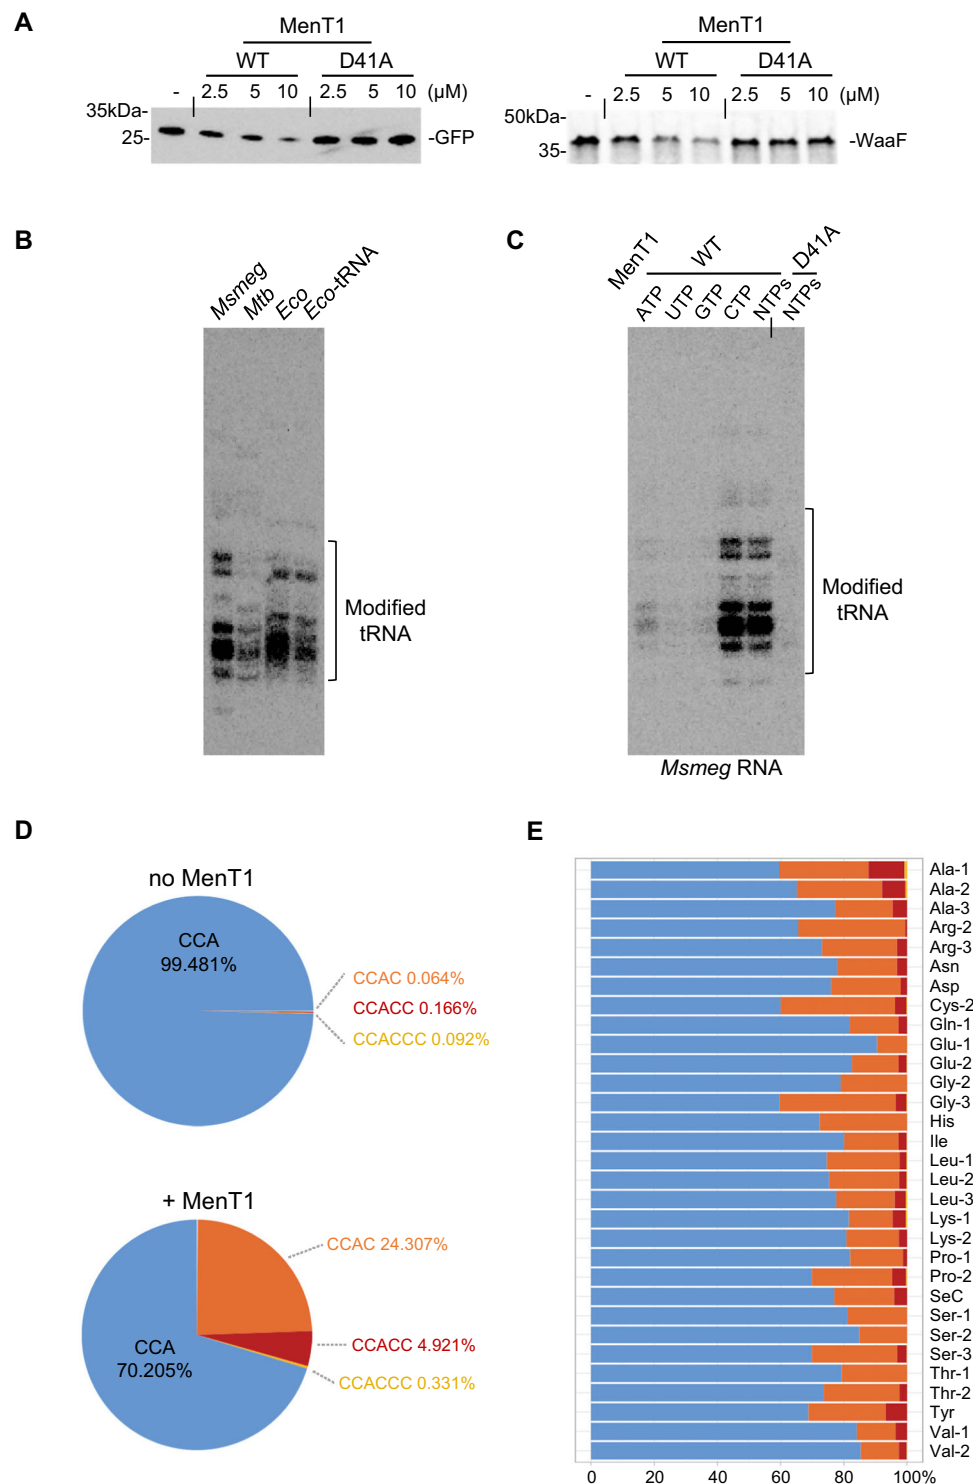 A
MenT1
WT D41A
- 2.5 5 10 2.5 5 10 (μM)
35kDa-
25-
-GFP
MenT1
WT D41A
- 2.5 5 10 2.5 5 10 (μM)
50kDa-
35-
-WaaF
B
Msmeg
Mtb
Eco
Eco-tRNA
Modified
tRNA
C
MenT1
WT
D41A
ATP
UTP
GTP
CTP
NTPs
NTPs
Modified
tRNA
Msmeg RNA
D
no MenT1
CCA
99.481%
CCAC 0.064%
CCACC 0.166%
CCACCC 0.092%
+ MenT1
CCAC 24.307%
CCA
70.205%
CCACC 4.921%
CCACCC 0.331%
E
Ala-1
Ala-2
Ala-3
Arg-2
Arg-3
Asn
Asp
Cys-2
Gln-1
Glu-1
Glu-2
Gly-2
Gly-3
His
Ile
Leu-1
Leu-2
Leu-3
Lys-1
Lys-2
Pro-1
Pro-2
SeC
Ser-1
Ser-2
Ser-3
Thr-1
Thr-2
Tyr
Val-1
Val-2
0 20 40 60 80 100%